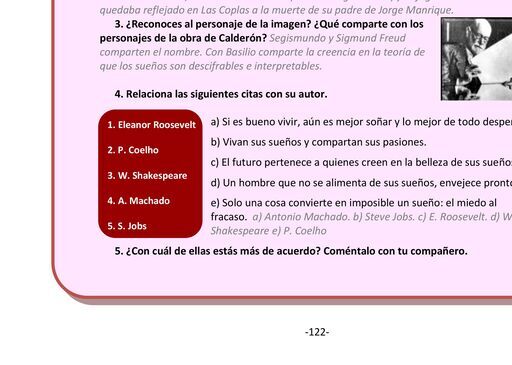 quedaba reflejado en Las Coplas a la muerte de su padre de Jorge Manrique.
3. ¿Reconoces al personaje de la imagen? ¿Qué comparte con los
personajes de la obra de Calderón? Segismundo y Sigmund Freud
comparten el nombre. Con Basilio comparte la creencia en la teoría de
que los sueños son descifrables e interpretables.
4. Relaciona las siguientes citas con su autor.
1. Eleanor Roosevelt
2. P. Coelho
3. W. Shakespeare
4. A. Machado
5. S. Jobs
a) Si es bueno vivir, aún es mejor soñar y lo mejor de todo desper
b) Vivan sus sueños y compartan sus pasiones.
c) El futuro pertenece a quienes creen en la belleza de sus sueño
d) Un hombre que no se alimenta de sus sueños, envejece pronto
e) Solo una cosa convierte en imposible un sueño: el miedo al
fracaso. a) Antonio Machado. b) Steve Jobs. c) E. Roosevelt. d) W
Shakespeare e) P. Coelho
5. ¿Con cuál de ellas estás más de acuerdo? Coméntalo con tu compañero.
-122-